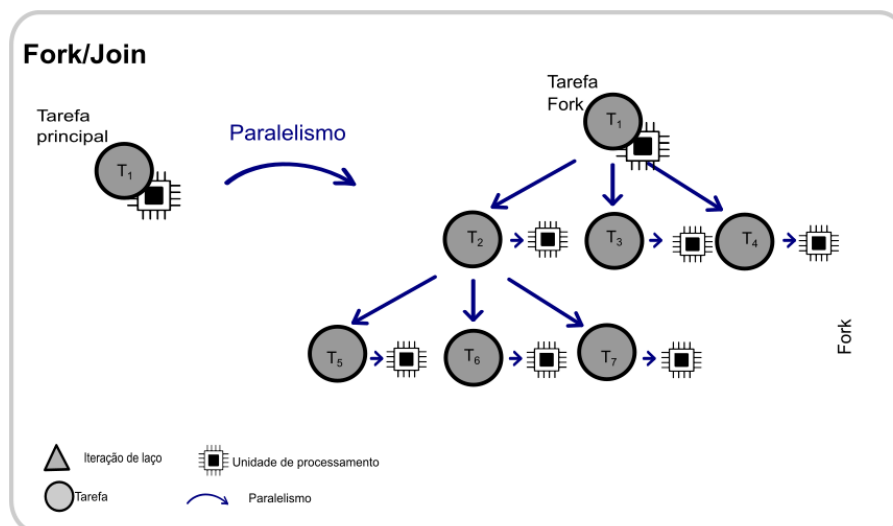 Fork/Join
Tarefa
principal
T1
Paralelismo
Tarefa
Fork
T1
T2
T3
T4
T5
T6
T7
Fork
Iteração de laço
Unidade de processamento
Tarefa
Paralelismo